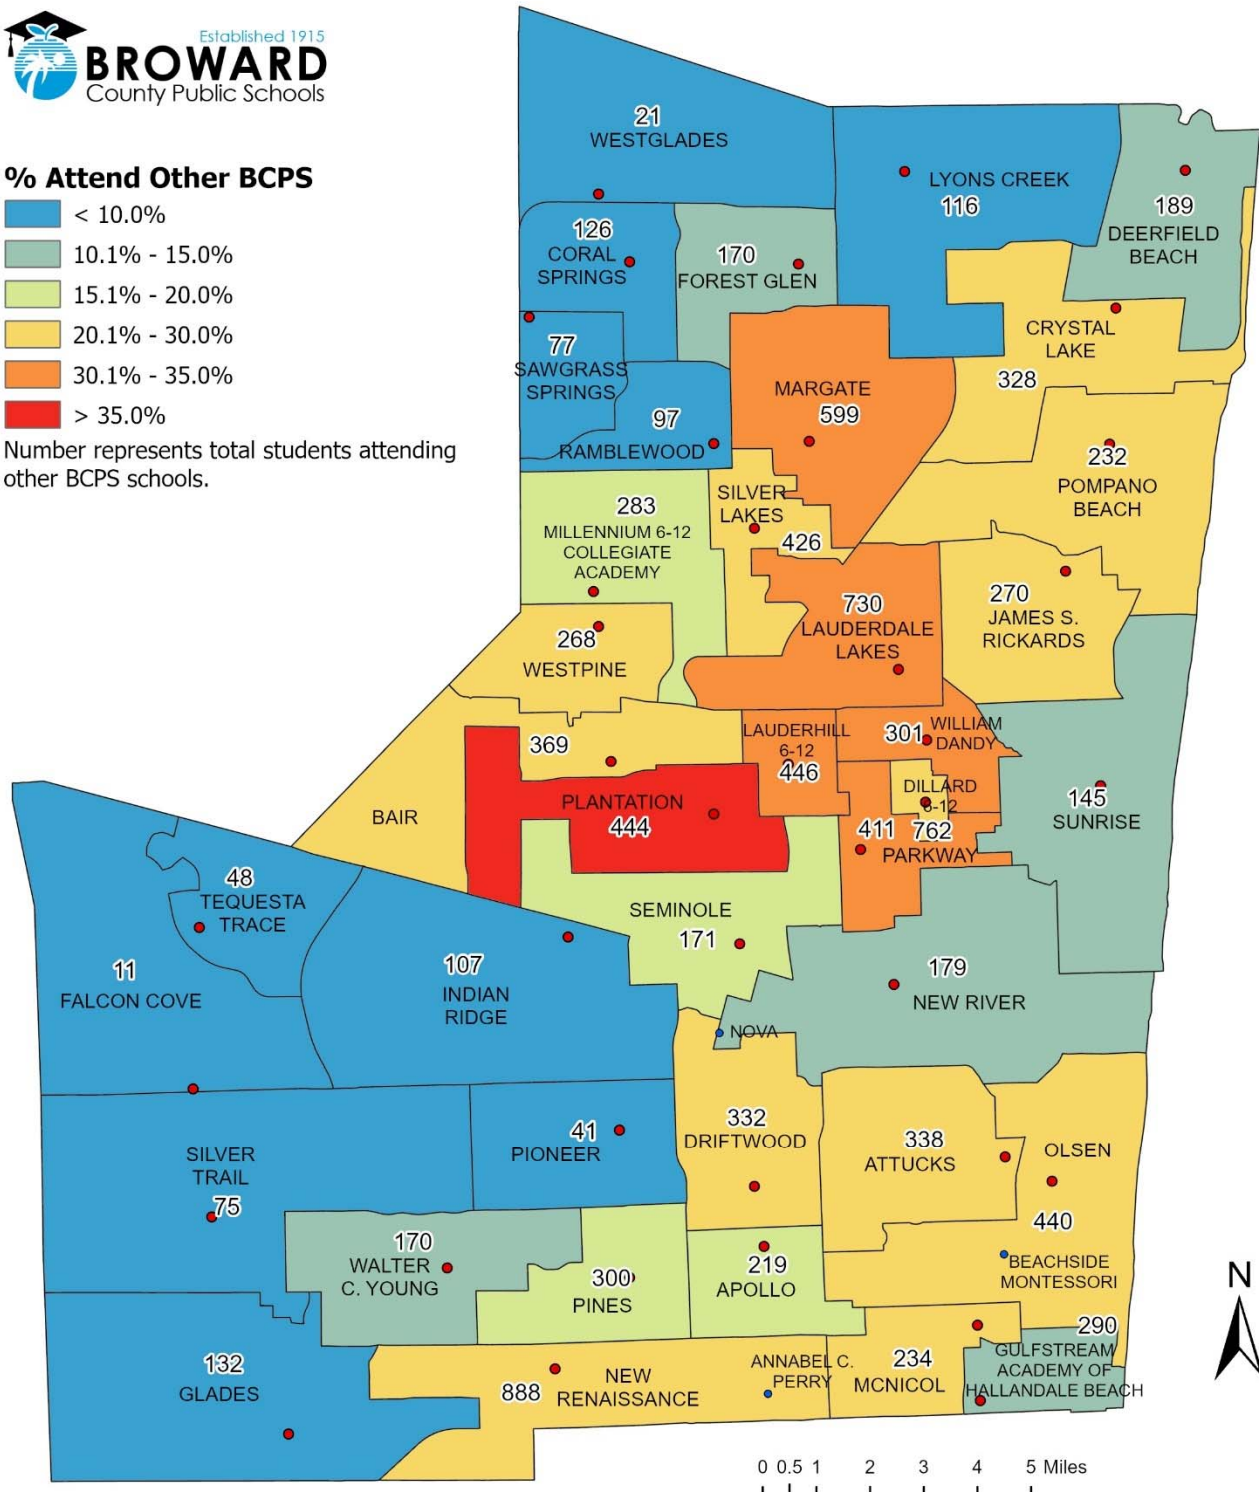 Established 1915
BROWARD
County Public Schools
% Attend Other BCPS
< 10.0%
10.1% - 15.0%
15.1% - 20.0%
20.1% - 30.0%
30.1% - 35.0%
> 35.0%
Number represents total students attending
other BCPS schools.
21
WESTGLADES
LYONS CREEK
116
189
DEERFIELD
BEACH
126
CORAL
SPRINGS
170
FOREST GLEN
CRYSTAL
LAKE
328
77
SAWGRASS
SPRINGS
MARGATE
599
97
RAMBLEWOOD
232
POMPANO
BEACH
SILVER
LAKES
426
283
MILLENNIUM 6-12
COLLEGIATE
ACADEMY
730
LAUDERDALE
LAKES
270
JAMES S.
RICKARDS
268
WESTPINE
369
BAIR
LAUDERHILL
6-12
446
301
WILLIAM
DANDY
PLANTATION
444
DILLARD
6-12
762
411
PARKWAY
145
SUNRISE
48
TEQUESTA
TRACE
SEMINOLE
171
11
FALCON COVE
107
INDIAN
RIDGE
179
NEW RIVER
NOVA
332
DRIFTWOOD
338
ATTUCKS
OLSEN
440
41
PIONEER
SILVER
TRAIL
75
170
WALTER
C. YOUNG
300
PINES
219
APOLLO
BEACHSIDE
MONTESSORI
132
GLADES
888
NEW
RENAISSANCE
ANNABEL C.
PERRY
234
MCNICOL
290
GULFSTREAM
ACADEMY OF
HALLANDALE BEACH
N
0 0.5 1 2 3 4 5 Miles